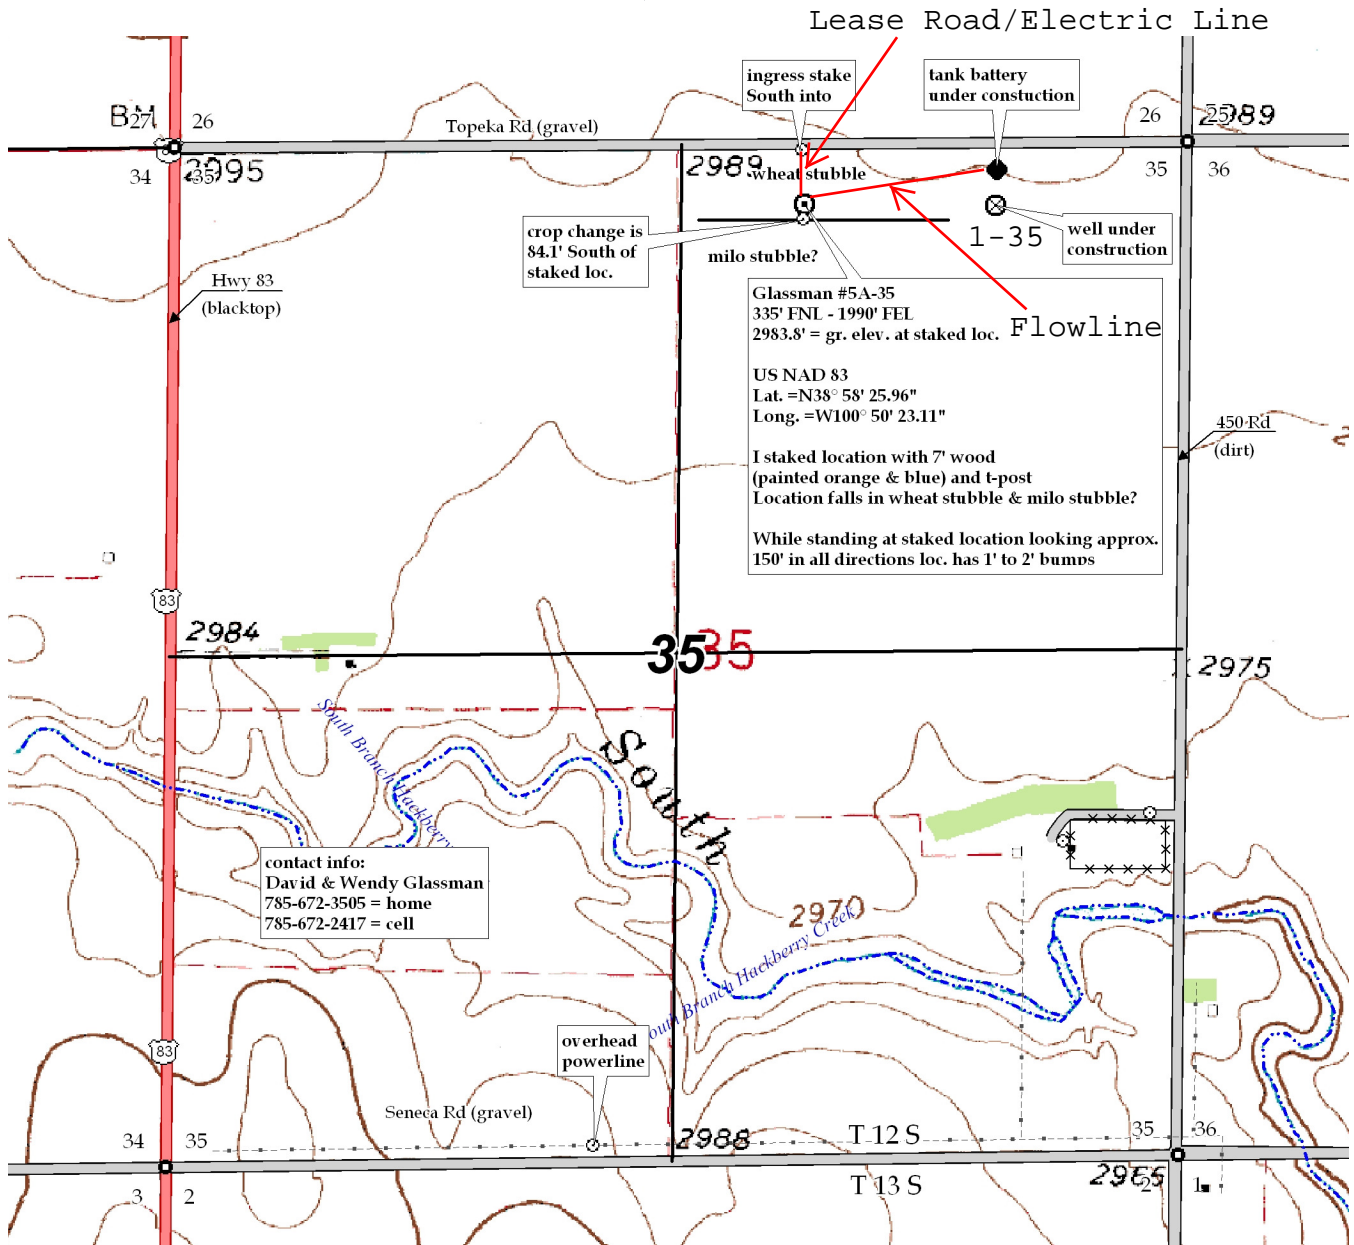 Lease Road/Electric Line
ingress stake
South into
tank battery
under constuction
BM
27
26
Topeka Rd (gravel)
26
25
2989
34
35
2995
2989
wheat stubble
35
36
crop change is
84.1' South of
staked loc.
milo stubble?
1-35
well under
construction
Hwy 83
(blacktop)
Glassman #5A-35
335' FNL - 1990' FEL
2983.8' = gr. elev. at staked loc.
Flowline
US NAD 83
Lat. =N38° 58' 25.96"
Long. =W100° 50' 23.11"
I staked location with 7' wood
(painted orange & blue) and t-post
Location falls in wheat stubble & milo stubble?
While standing at staked location looking approx.
150' in all directions loc. has 1' to 2' bumps
450 Rd
(dirt)
83
2984
35
35
2975
South Branch Hackberry
South
contact info:
David & Wendy Glassman
785-672-3505 = home
785-672-2417 = cell
2970
South Branch Hackberry Creek
83
overhead
powerline
Seneca Rd (gravel)
34
35
2988
T 12 S
35
36
3
2
T 13 S
2
1